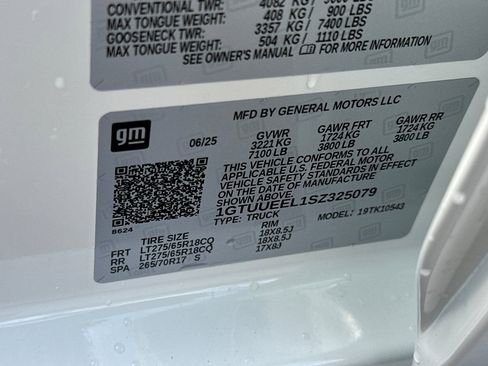 CONVENTIONAL TWR: 4082 KG / 9000 LBS
MAX TONGUE WEIGHT: 408 KG / 900 LBS
GOOSENECK TWR: 3357 KG / 7400 LBS
MAX TONGUE WEIGHT: 504 KG / 1110 LBS
SEE OWNER'S MANUAL OR FOR MORE INFORMATION.
gm
MFD BY GENERAL MOTORS LLC
06/25 GVWR GAWR FRT GAWR RR
3221 KG 1724 KG 1724 KG
7100 LB 3800 LB 3800 LB
THIS VEHICLE CONFORMS TO ALL
APPLICABLE U.S. FEDERAL MOTOR
VEHICLE SAFETY STANDARDS IN
EFFECT ON THE DATE OF MANUFACTURE
SHOWN ABOVE.
1GTUUEEL1SZ325079
TYPE: TRUCK 19TK10543
8624
TIRE SIZE RIM
FRT LT275/65R18CQ 18X8.5J
RR LT275/65R18CQ 18X8.5J
SPA 265/70R17 S 17X8J